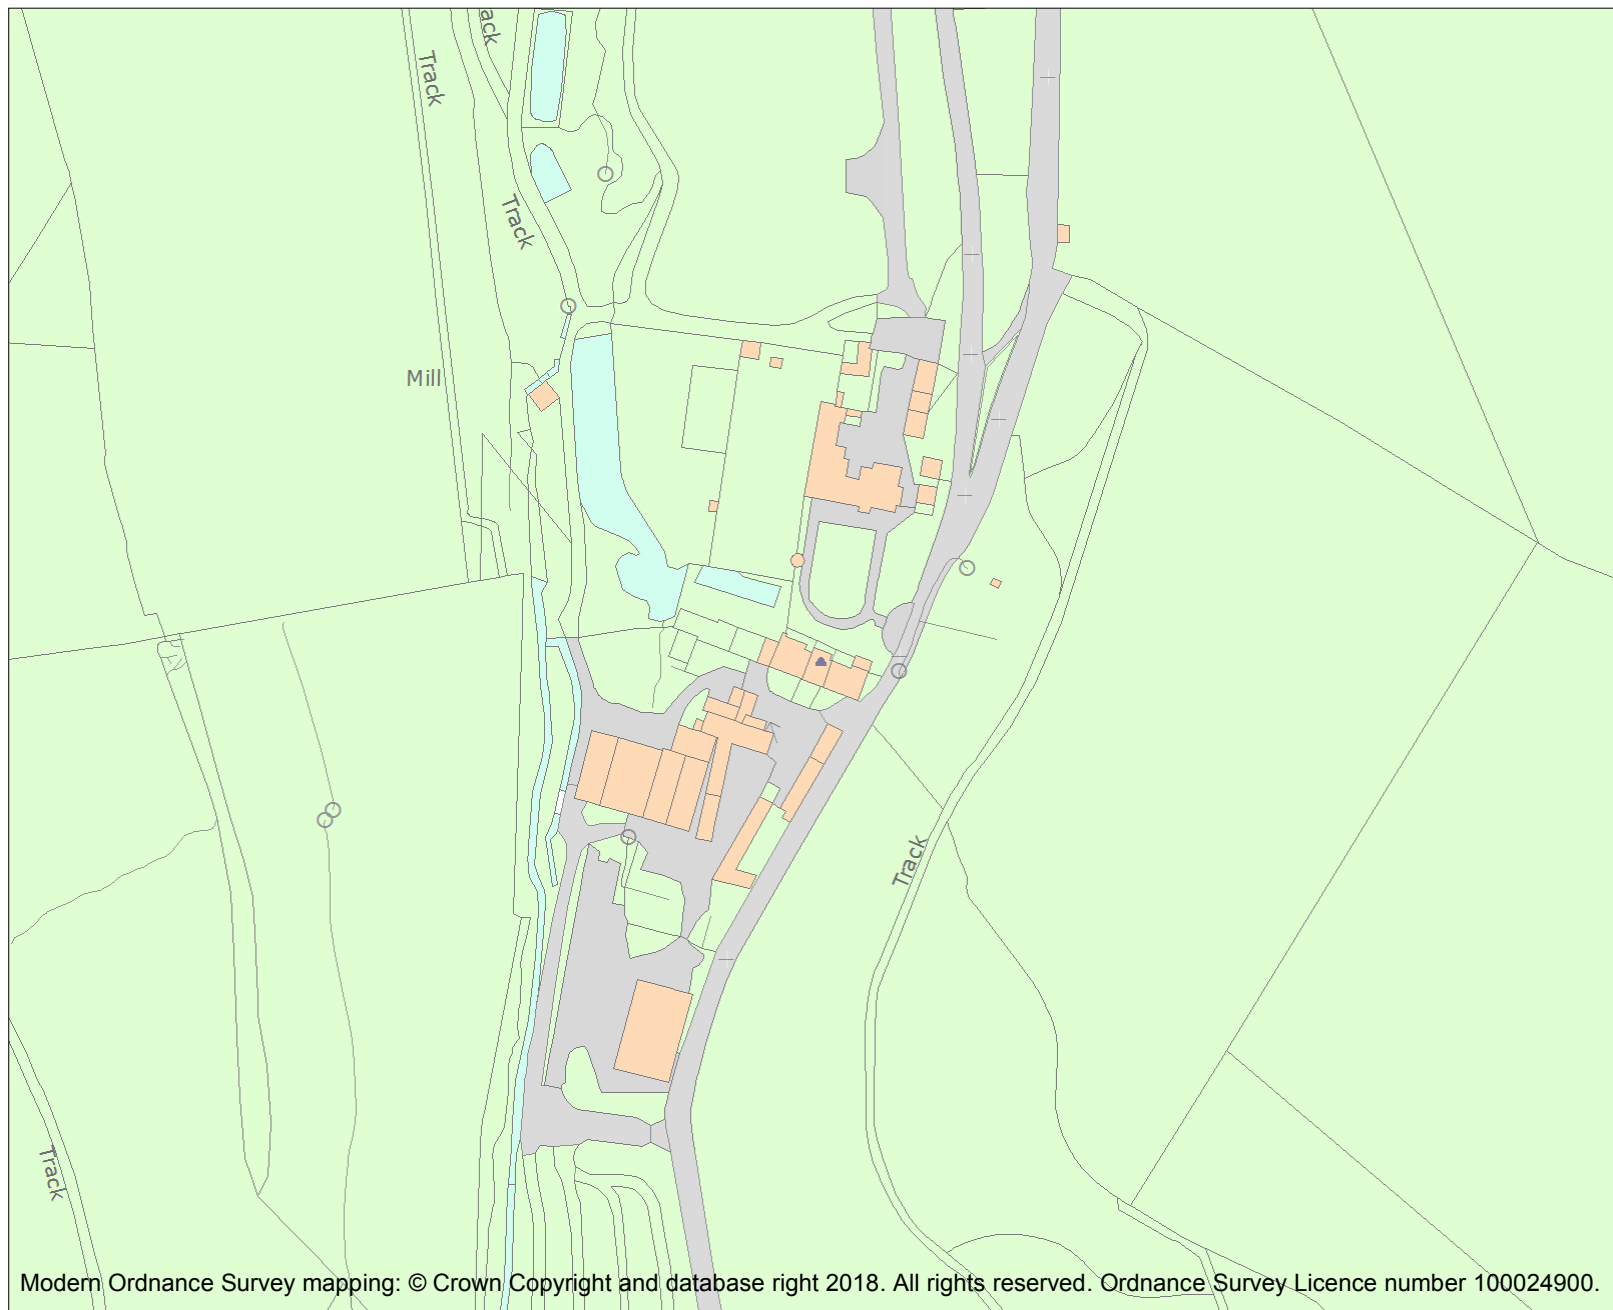 ack
Track
Track
Mill
Track
Track
Modern Ordnance Survey mapping: © Crown Copyright and database right 2018. All rights reserved. Ordnance Survey Licence number 100024900.